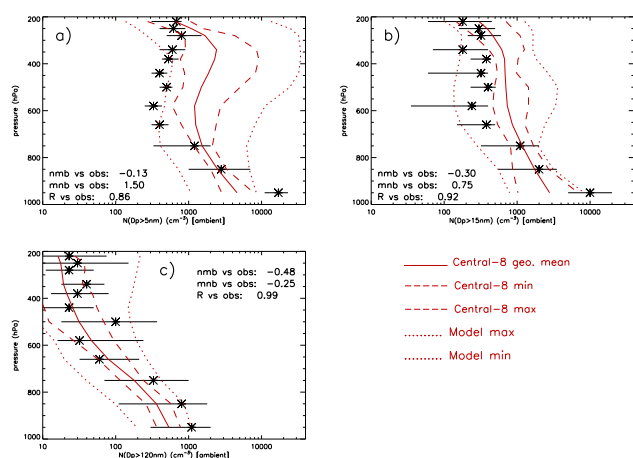 a)
200
400
600
800
1000
pressure (hPa)
nmb vs obs: −0.13
nmb vs obs: 1.50
R vs obs: 0.86
10 100 1000 10000
N(Dp>5nm) (cm⁻³) [ambient]
b)
200
400
600
800
1000
pressure (hPa)
nmb vs obs: −0.30
nmb vs obs: 0.75
R vs obs: 0.92
10 100 1000 10000
N(Dp>15nm) (cm⁻³) [ambient]
c)
200
400
600
800
1000
pressure (hPa)
nmb vs obs: −0.48
nmb vs obs: −0.25
R vs obs: 0.99
10 100 1000 10000
N(Dp>120nm) (cm⁻³) [ambient]
Central-8 geo. mean
Central-8 min
Central-8 max
Model max
Model min